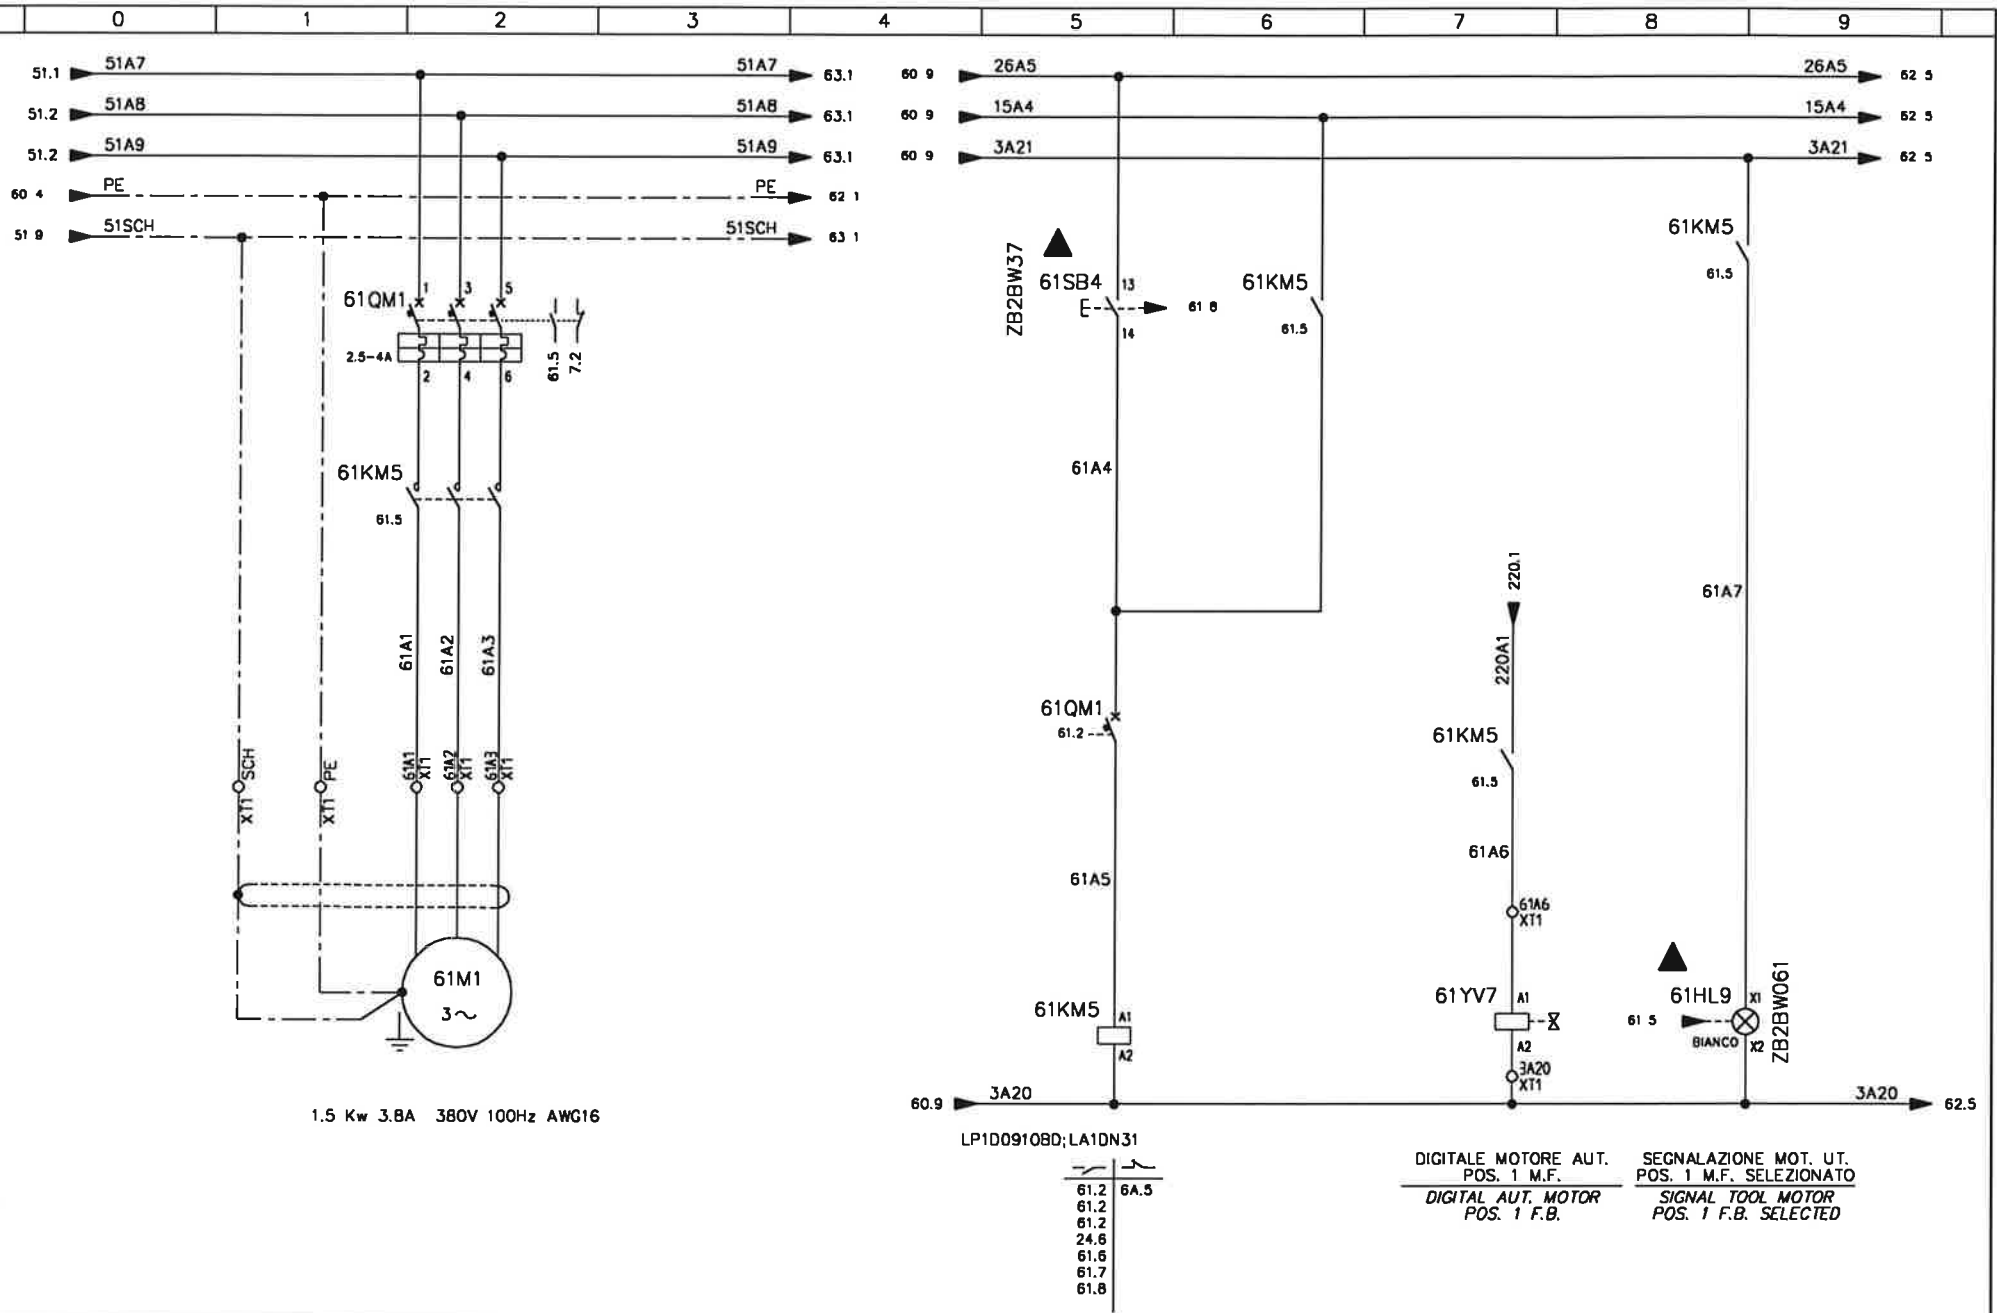 0 1 2 3 4 5 6 7 8 9
51.1 51A7 51A7 63.1 60 9 26A5 26A5 62 5
51.2 51A8 51A8 63.1 60 9 15A4 15A4 62 5
51.2 51A9 51A9 63.1 60 9 3A21 3A21 62 5
60 4 PE PE 62 1
51 9 51SCH 51SCH 63 1
61QM1
1 3 5
2.5-4A
2 4 6
61.5
7.2
61KM5
61.5
61A1
61A2
61A3
SCH
XT1
PE
XT1
61A1
XT1
61A2
XT1
61A3
XT1
61M1
3~
1.5 Kw 3.8A 380V 100Hz AWG16
ZB2BW37
61SB4 13
61 8
14
61KM5
61.5
61A4
61QM1
61.2
61A5
61KM5 A1
A2
220.1
220A1
61KM5
61.5
61A6
61A6
XT1
61YV7 A1
A2
3A20
XT1
61KM5
61.5
61A7
61HL9 X1
61 5
BIANCO X2
ZB2BW061
60.9 3A20 3A20 62.5
LP1D0910BD;LA1DN31
61.2 6A.5
61.2
61.2
24.6
61.6
61.7
61.8
DIGITALE MOTORE AUT.
POS. 1 M.F.
DIGITAL AUT. MOTOR
POS. 1 F.B.
SEGNALAZIONE MOT. UT.
POS. 1 M.F. SELEZIONATO
SIGNAL TOOL MOTOR
POS. 1 F.B. SELECTED